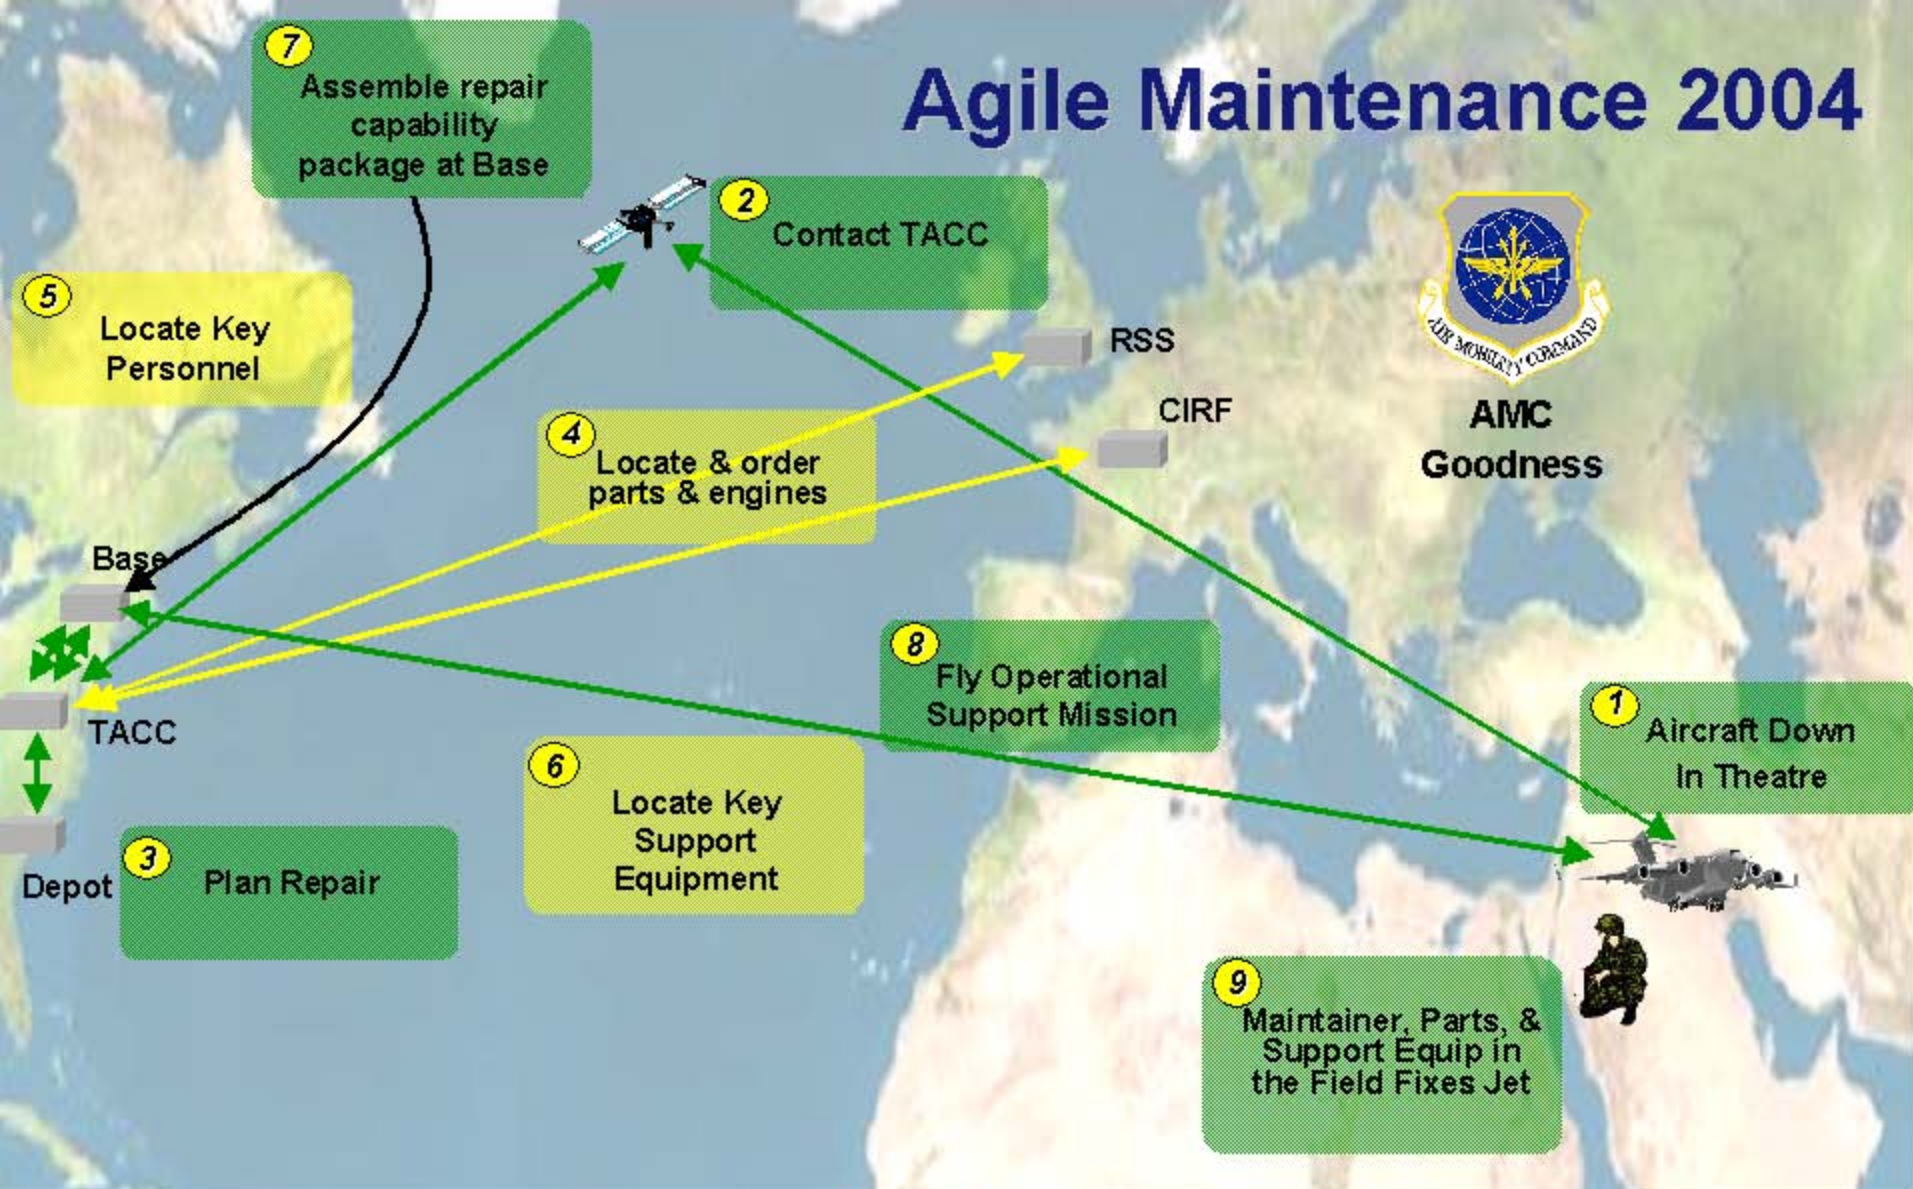 Agile Maintenance 2004
7
Assemble repair
capability
package at Base
2
Contact TACC
5
Locate Key
Personnel
RSS
CIRF
AIR MOBILITY COMMAND
AMC
Goodness
4
Locate & order
parts & engines
Base
8
Fly Operational
Support Mission
1
Aircraft Down
In Theatre
TACC
6
Locate Key
Support
Equipment
3
Plan Repair
Depot
9
Maintainer, Parts, &
Support Equip in
the Field Fixes Jet